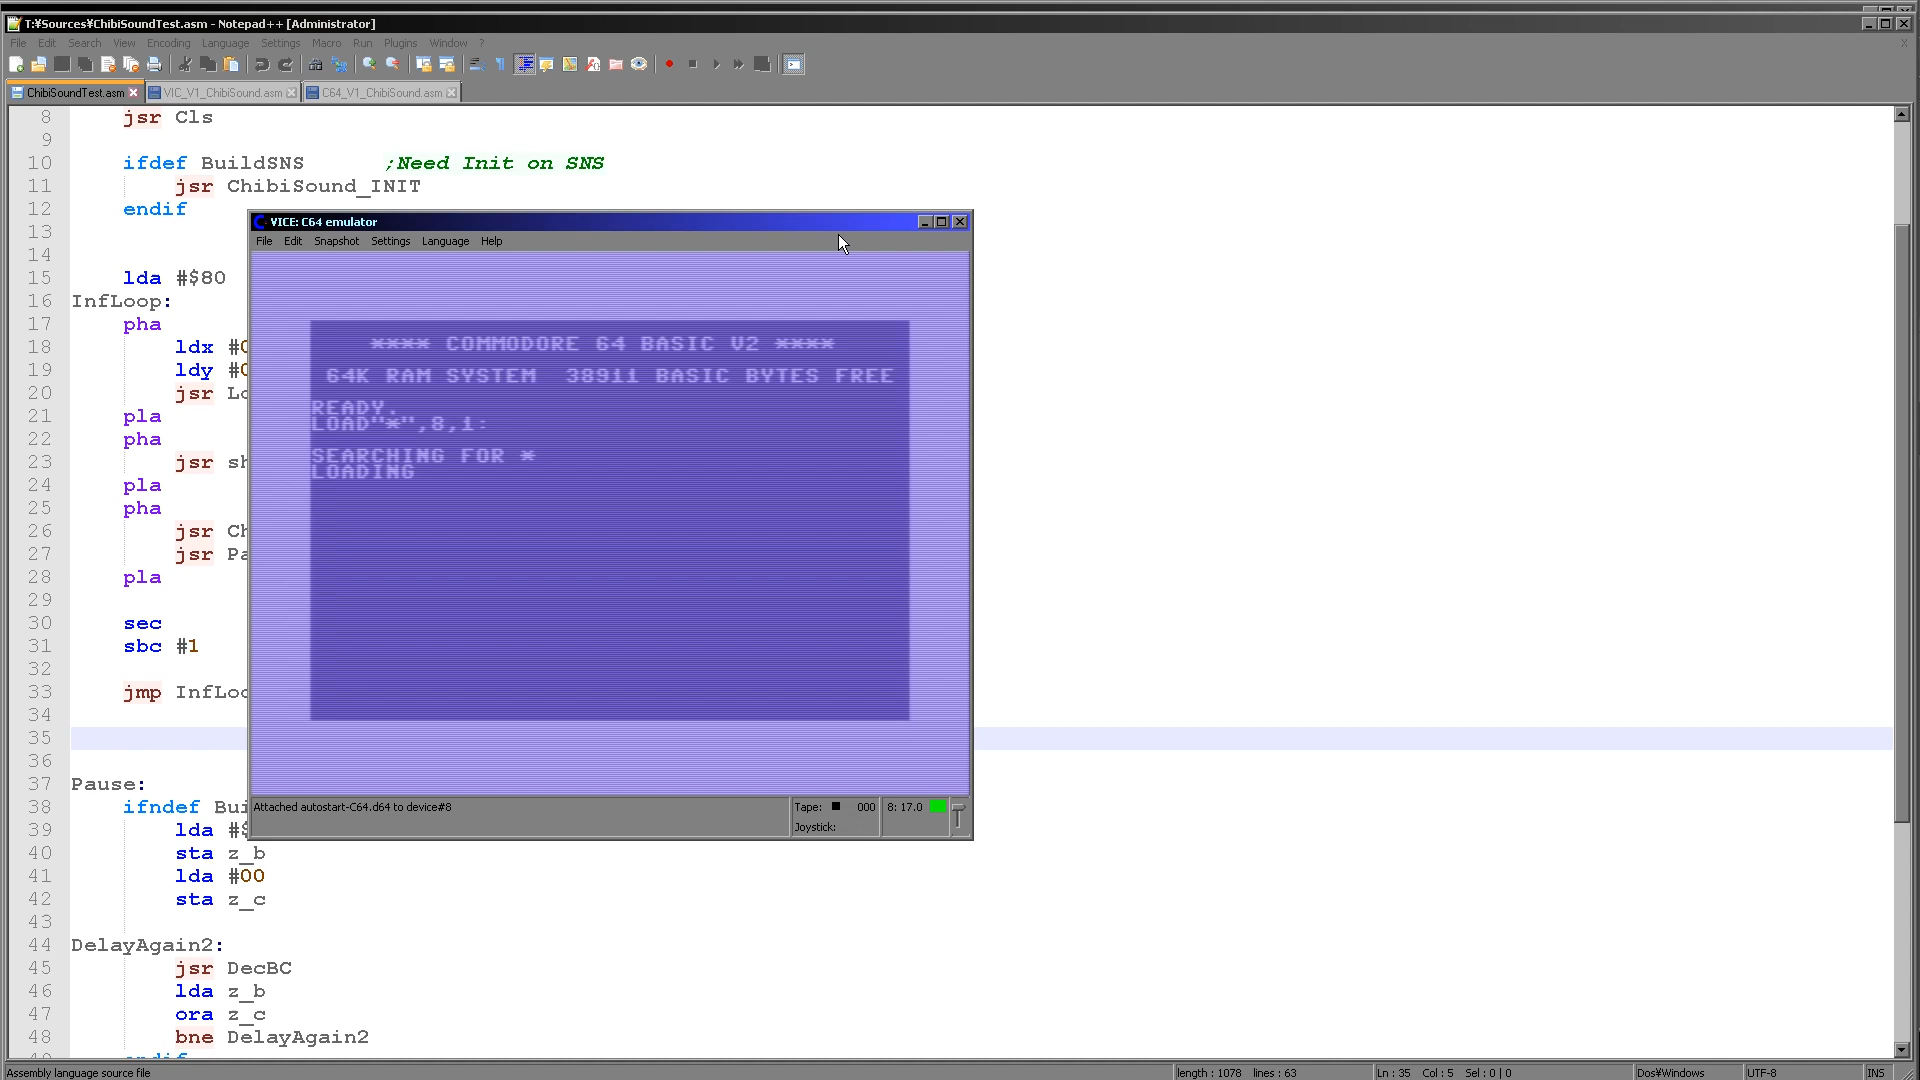 T:¥Sources¥ChibiSoundTest.asm - Notepad++ [Administrator]
File Edit Search View Encoding Language Settings Macro Run Plugins Window ?
ChibiSoundTest.asm VIC_V1_ChibiSound.asm C64_V1_ChibiSound.asm
8 jsr Cls
9
10 ifdef BuildSNS ;Need Init on SNS
11 jsr ChibiSound_INIT
12 endif
13
14
15 lda #$80
16 InfLoop:
17 pha
18 ldx #
19 ldy #
20 jsr Lo
21 pla
22 pha
23 jsr sh
24 pla
25 pha
26 jsr Ch
27 jsr Pa
28 pla
29
30 sec
31 sbc #1
32
33 jmp InfLoo
34
35
36
37 Pause:
38 ifndef Bui
39 lda #$
40 sta z_b
41 lda #00
42 sta z_c
43
44 DelayAgain2:
45 jsr DecBC
46 lda z_b
47 ora z_c
48 bne DelayAgain2
49 endif
VICE: C64 emulator
File Edit Snapshot Settings Language Help
**** COMMODORE 64 BASIC V2 ****
64K RAM SYSTEM 38911 BASIC BYTES FREE
READY.
LOAD"*",8,1:
SEARCHING FOR *
LOADING
Attached autostart-C64.d64 to device#8
Tape: 000 8: 17.0
Joystick:
Assembly language source file length : 1078 lines : 63 Ln : 35 Col : 5 Sel : 0 | 0 Dos¥Windows UTF-8 INS